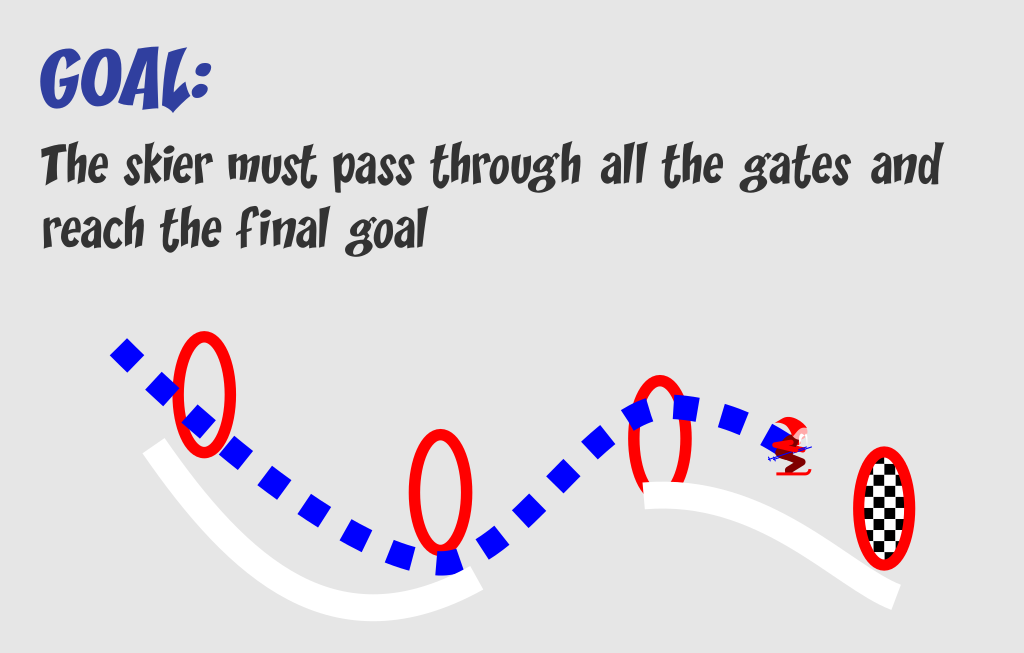 GOAL:
The skier must pass through all the gates and
reach the final goal